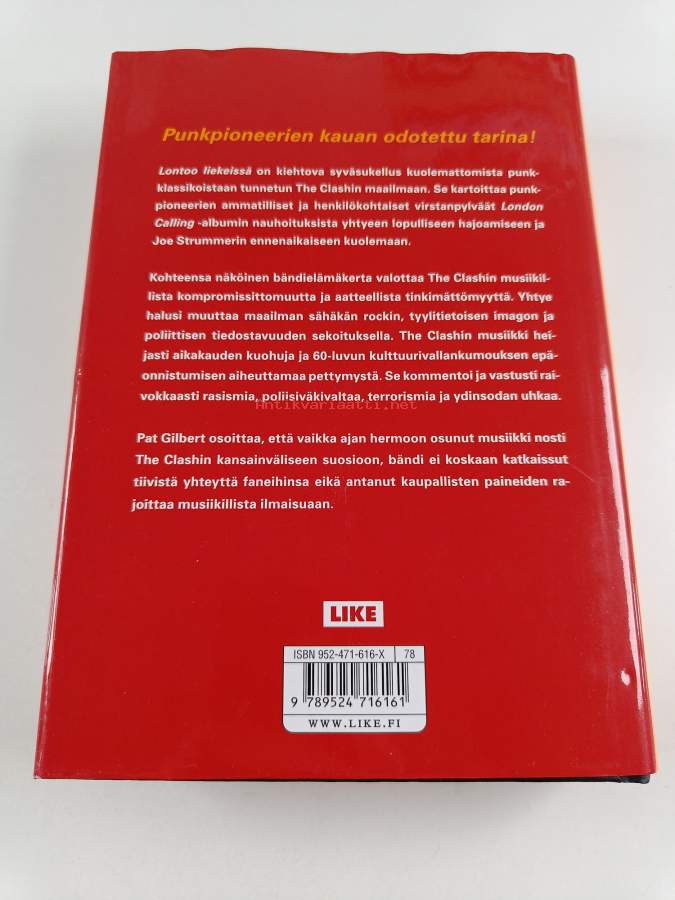 Punkpioneerien kauan odotettu tarina!
Lontoo liekeissä on kiehtova syväsukellus kuolemattomista punk-
klassikoistaan tunnetun The Clashin maailmaan. Se kartoittaa punk-
pioneerien ammatilliset ja henkilökohtaiset virstanpylväät London
Calling -albumin nauhoituksista yhtyeen lopulliseen hajoamiseen ja
Joe Strummerin ennenaikaiseen kuolemaan.
Kohteensa näköinen bändielämäkerta valottaa The Clashin musiikil-
lista kompromissittomuutta ja aatteellista tinkimättömyyttä. Yhtye
halusi muuttaa maailman sähäkän rockin, tyylitietoisen imagon ja
poliittisen tiedostavuuden sekoituksella. The Clashin musiikki hei-
jasti aikakauden kuohuja ja 60-luvun kulttuurivallankumouksen epä-
onnistumisen aiheuttamaa pettymystä. Se kommentoi ja vastusti rai-
vokkaasti rasismia, poliisiväkivaltaa, terrorismia ja ydinsodan uhkaa.
Antikvariaatti.net
Pat Gilbert osoittaa, että vaikka ajan hermoon osunut musiikki nosti
The Clashin kansainväliseen suosioon, bändi ei koskaan katkaissut
tiivistä yhteyttä faneihinsa eikä antanut kaupallisten paineiden ra-
joittaa musiikillista ilmaisuaan.
LIKE
ISBN 952-471-616-X 78
9 789524 716161
WWW.LIKE.FI